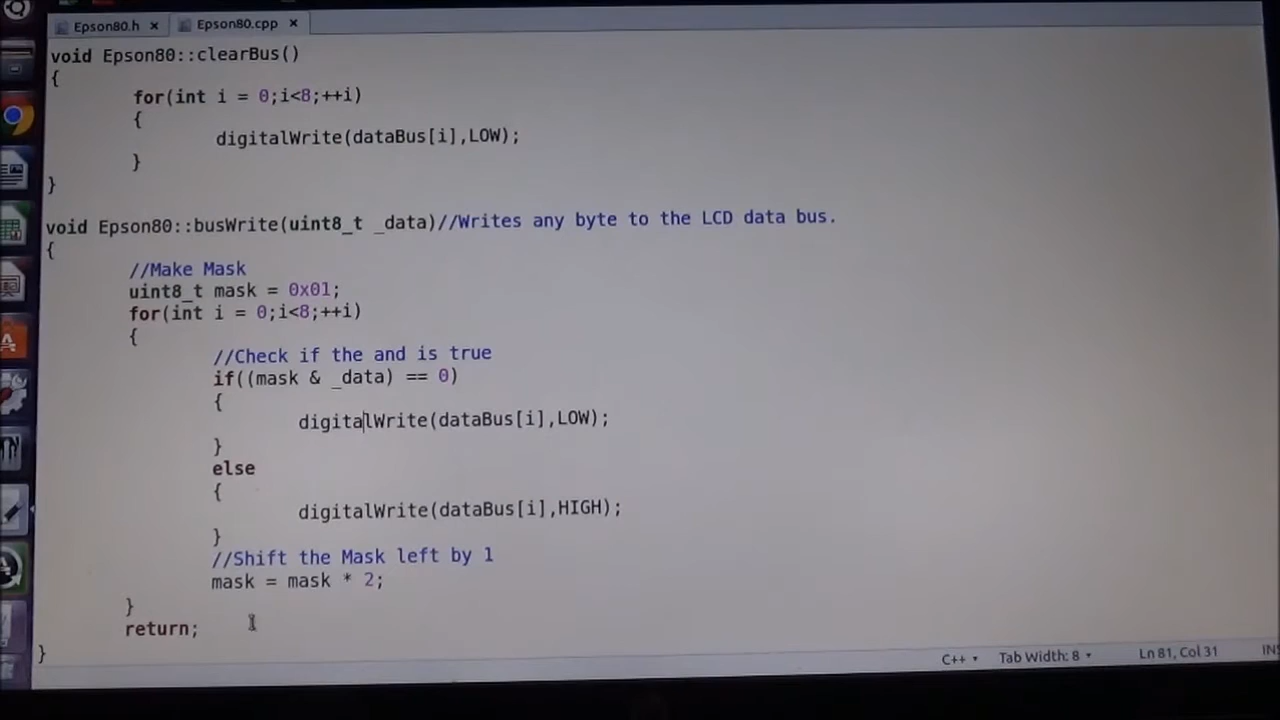 Epson80.h × Epson80.cpp ×
void Epson80::clearBus()
{
for(int i = 0;i<8;++i)
{
digitalWrite(dataBus[i],LOW);
}
}
void Epson80::busWrite(uint8_t _data)//Writes any byte to the LCD data bus.
{
//Make Mask
uint8_t mask = 0x01;
for(int i = 0;i<8;++i)
{
//Check if the and is true
if((mask & _data) == 0)
{
digitalWrite(dataBus[i],LOW);
}
else
{
digitalWrite(dataBus[i],HIGH);
}
//Shift the Mask left by 1
mask = mask * 2;
}
return;
}
C++ Tab Width: 8 Ln 81, Col 31